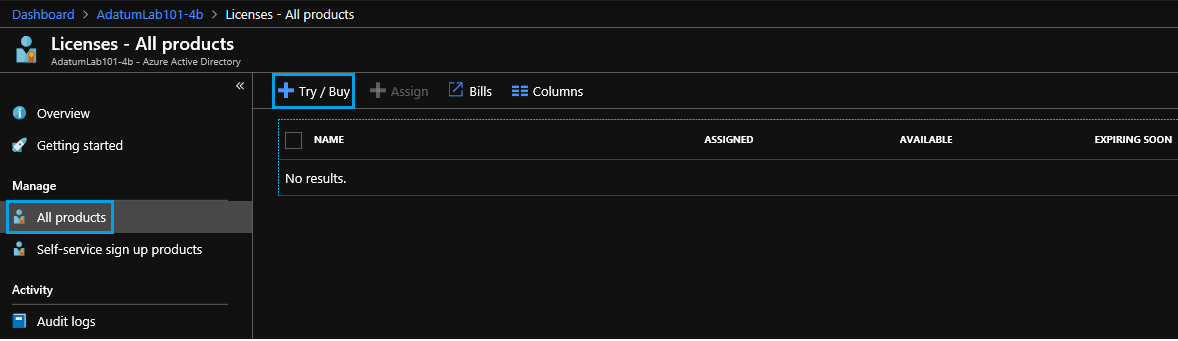 Dashboard > AdatumLab101-4b > Licenses - All products
Licenses - All products
AdatumLab101-4b - Azure Active Directory
«
Overview
Getting started
Manage
All products
Self-service sign up products
Activity
Audit logs
+ Try / Buy + Assign Bills Columns
NAME ASSIGNED AVAILABLE EXPIRING SOON
No results.